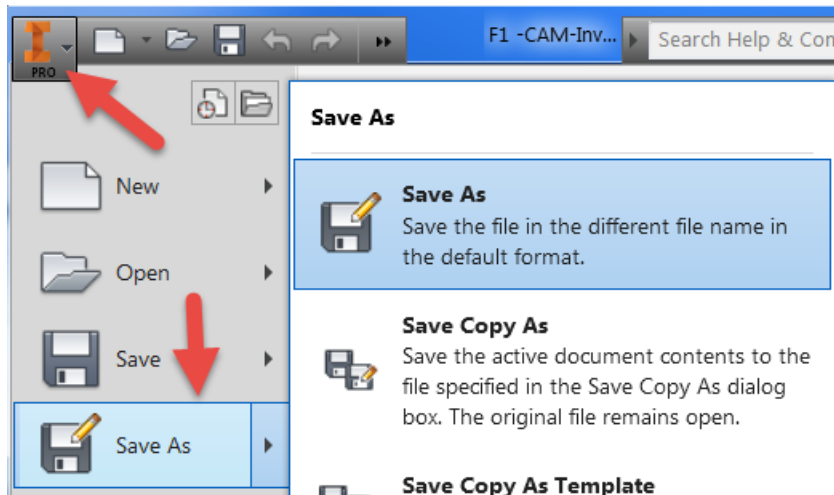 F1 -CAM-Inv...
Search Help & Con
PRO
Save As
New
Save As
Save the file in the different file name in
the default format.
Open
Save Copy As
Save the active document contents to the
file specified in the Save Copy As dialog
box. The original file remains open.
Save
Save As
Save Copy As Template